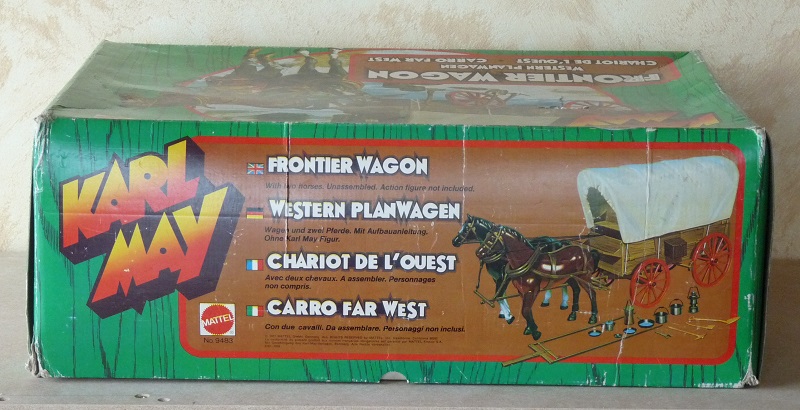 FRONTIER WAGON
WESTERN PLANWAGEN
CHARIOT DE L'OUEST · CARRO FAR WEST
KARL
MAY
FRONTIER WAGON
With two horses. Unassembled. Action figure not included.
WESTERN PLANWAGEN
Wagen und zwei Pferde. Mit Aufbauanleitung.
Ohne Karl May Figur.
CHARIOT DE L'OUEST
Avec deux chevaux. A assembler. Personnages
non compris.
CARRO FAR WEST
Con due cavalli. Da assemblare. Personaggi non inclusi.
MATTEL
No. 9493